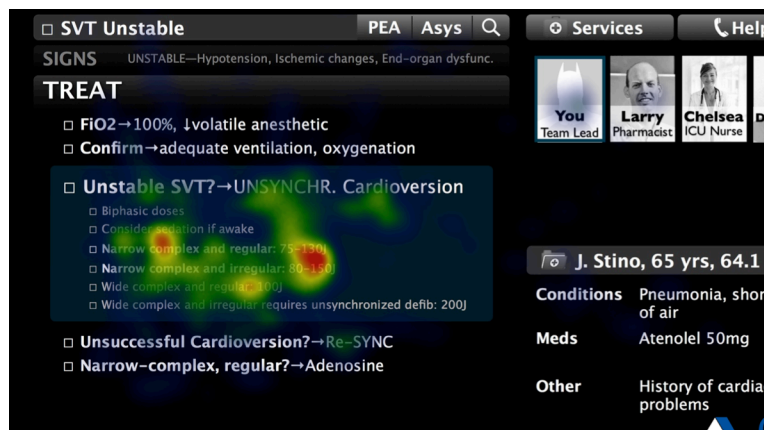 SVT Unstable
PEA
Asys
Services
Help
SIGNS UNSTABLE—Hypotension, Ischemic changes, End-organ dysfunc.
TREAT
FiO2→100%, ↓volatile anesthetic
Confirm→adequate ventilation, oxygenation
Unstable SVT?→UNSYNCHR. Cardioversion
Biphasic doses
Consider sedation if awake
Narrow complex and regular: 75-130J
Narrow complex and irregular: 80-150J
Wide complex and regular: 100J
Wide complex and irregular requires unsynchronized defib: 200J
Unsuccessful Cardioversion?→Re-SYNC
Narrow-complex, regular?→Adenosine
You
Team Lead
Larry
Pharmacist
Chelsea
ICU Nurse
D
J. Stino, 65 yrs, 64.1
Conditions Pneumonia, shor
of air
Meds Atenolel 50mg
Other History of cardia
problems